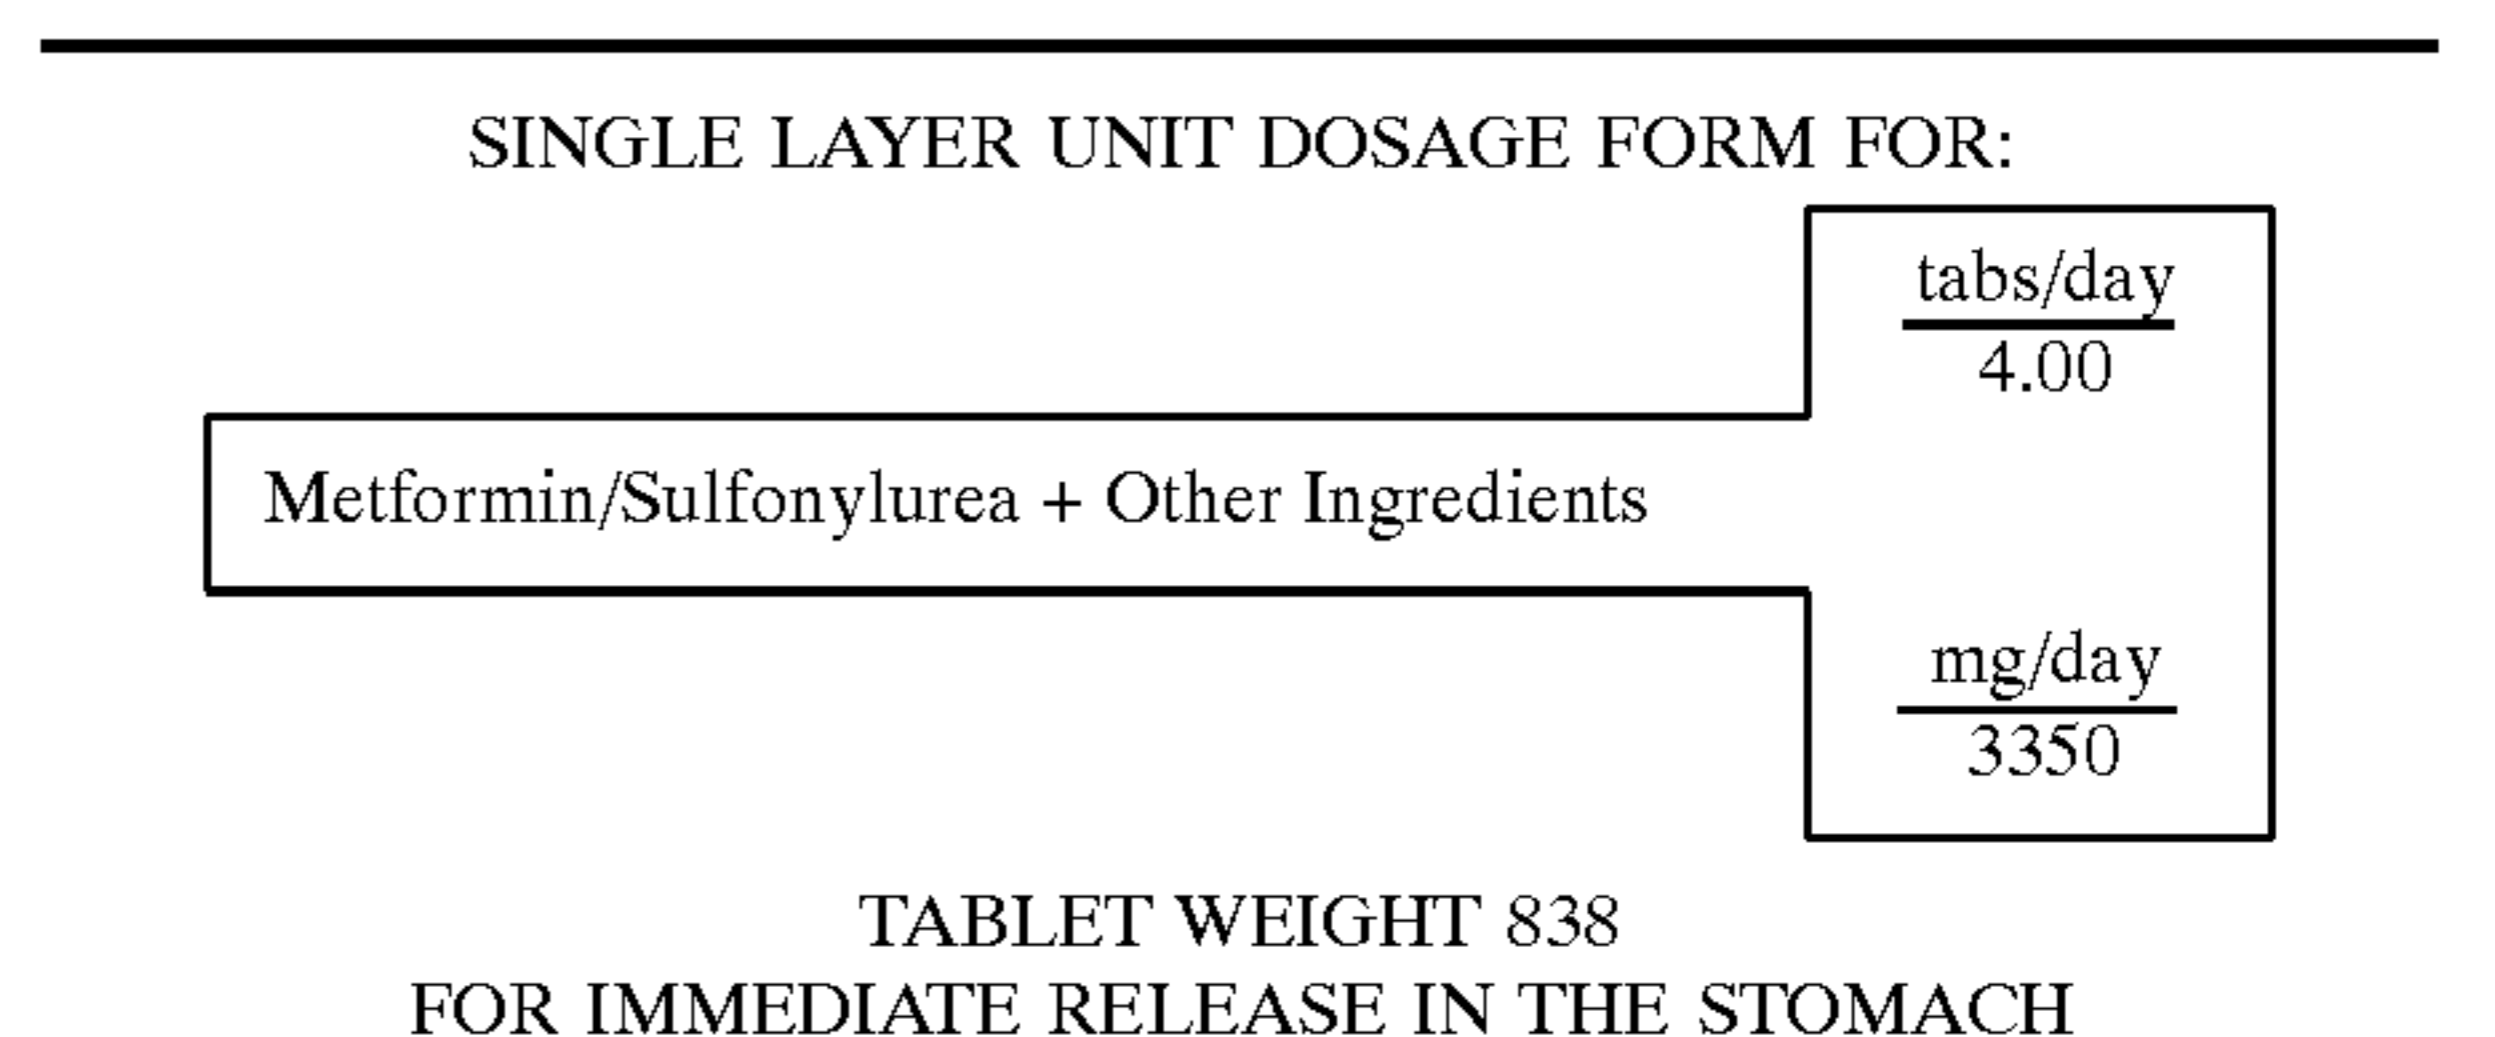 SINGLE LAYER UNIT DOSAGE FORM FOR:
tabs/day
4.00
Metformin/Sulfonylurea + Other Ingredients
mg/day
3350
TABLET WEIGHT 838
FOR IMMEDIATE RELEASE IN THE STOMACH